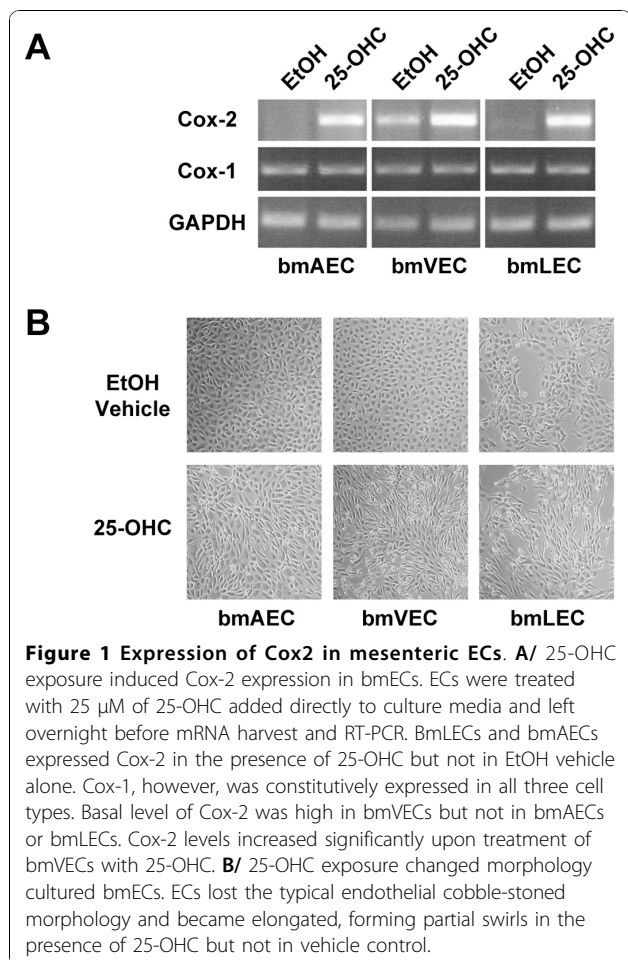 A
EtOH 25-OHC EtOH 25-OHC EtOH 25-OHC
Cox-2
Cox-1
GAPDH
bmAEC bmVEC bmLEC
B
EtOH
Vehicle
25-OHC
bmAEC bmVEC bmLEC
Figure 1 Expression of Cox2 in mesenteric ECs. A/ 25-OHC
exposure induced Cox-2 expression in bmECs. ECs were treated
with 25 μM of 25-OHC added directly to culture media and left
overnight before mRNA harvest and RT-PCR. BmLECs and bmAECs
expressed Cox-2 in the presence of 25-OHC but not in EtOH vehicle
alone. Cox-1, however, was constitutively expressed in all three cell
types. Basal level of Cox-2 was high in bmVECs but not in bmAECs
or bmLECs. Cox-2 levels increased significantly upon treatment of
bmVECs with 25-OHC. B/ 25-OHC exposure changed morphology
cultured bmECs. ECs lost the typical endothelial cobble-stoned
morphology and became elongated, forming partial swirls in the
presence of 25-OHC but not in vehicle control.